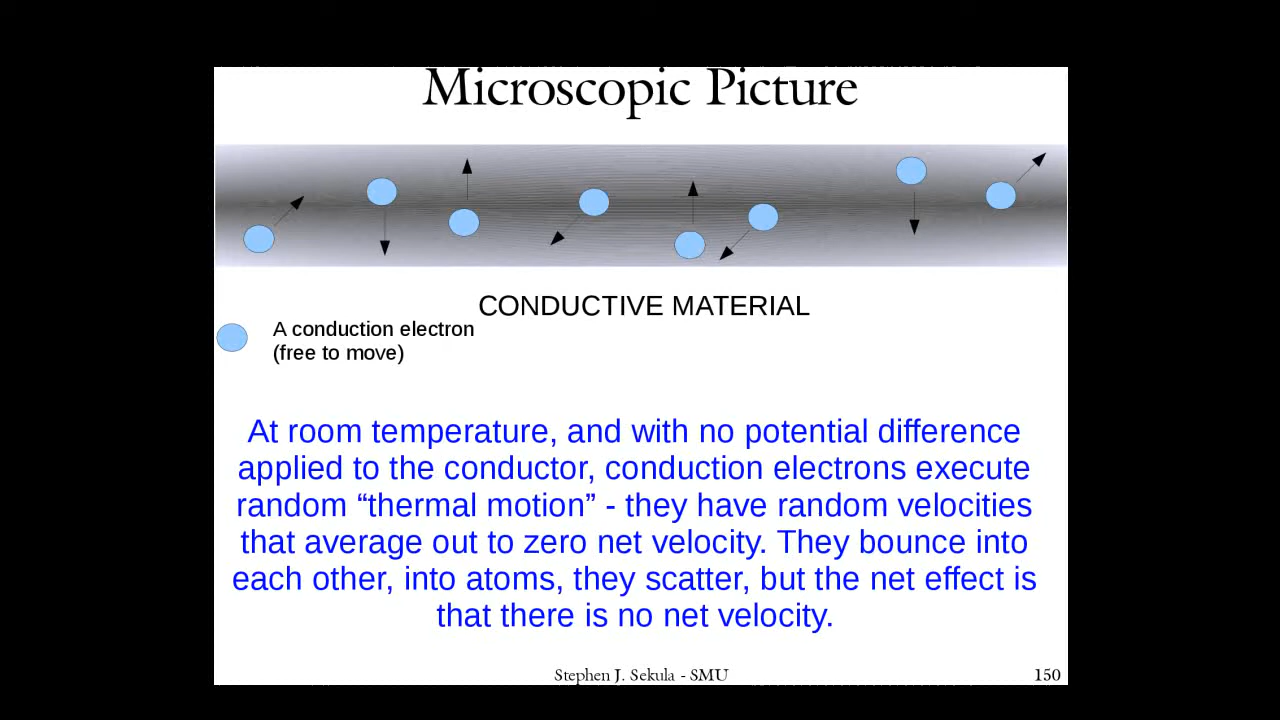 Microscopic Picture
CONDUCTIVE MATERIAL
A conduction electron
(free to move)
At room temperature, and with no potential difference
applied to the conductor, conduction electrons execute
random “thermal motion” - they have random velocities
that average out to zero net velocity. They bounce into
each other, into atoms, they scatter, but the net effect is
that there is no net velocity.
Stephen J. Sekula - SMU
150